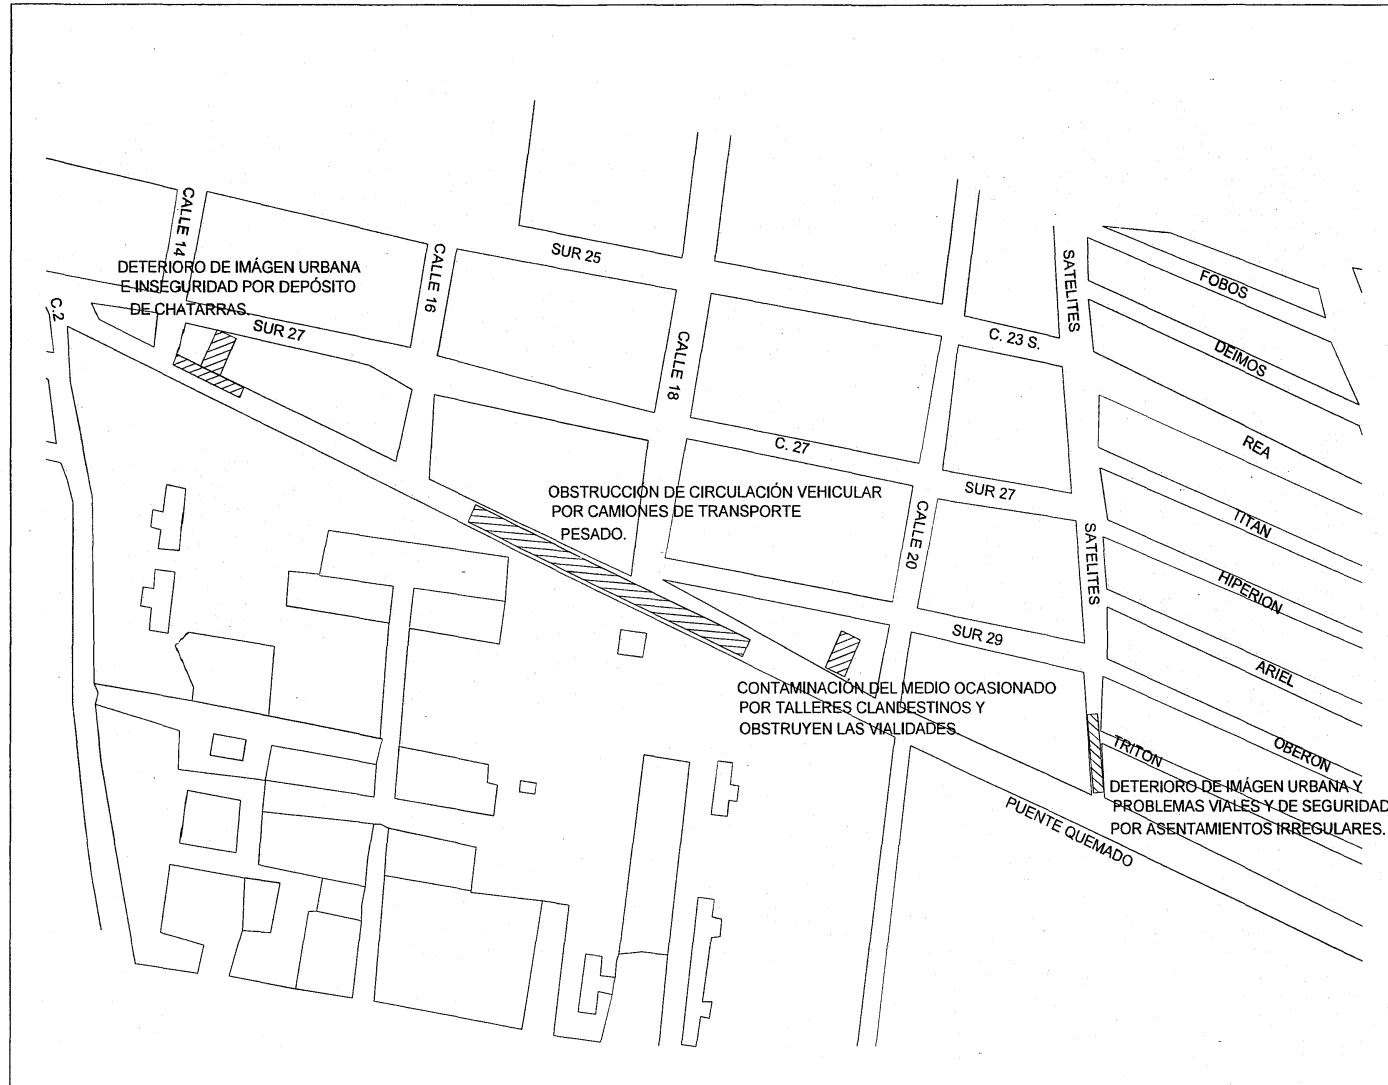 CALLE 14
DETERIORO DE IMÁGEN URBANA
E INSEGURIDAD POR DEPÓSITO
DE CHATARRAS.
C.2
SUR 27
CALLE 16
SUR 25
CALLE 18
SATELITES
FOBOS
C. 23 S.
DEIMOS
C. 27
REA
OBSTRUCCIÓN DE CIRCULACIÓN VEHICULAR
POR CAMIONES DE TRANSPORTE
PESADO.
SUR 27
CALLE 20
SATELITES
TITAN
HIPERION
SUR 29
ARIEL
CONTAMINACIÓN DEL MEDIO OCASIONADO
POR TALLERES CLANDESTINOS Y
OBSTRUYEN LAS VIALIDADES.
TRITON
OBERON
DETERIORO DE IMÁGEN URBANA Y
PROBLEMAS VIALES Y DE SEGURIDAD
POR ASENTAMIENTOS IRREGULARES.
PUENTE QUEMADO